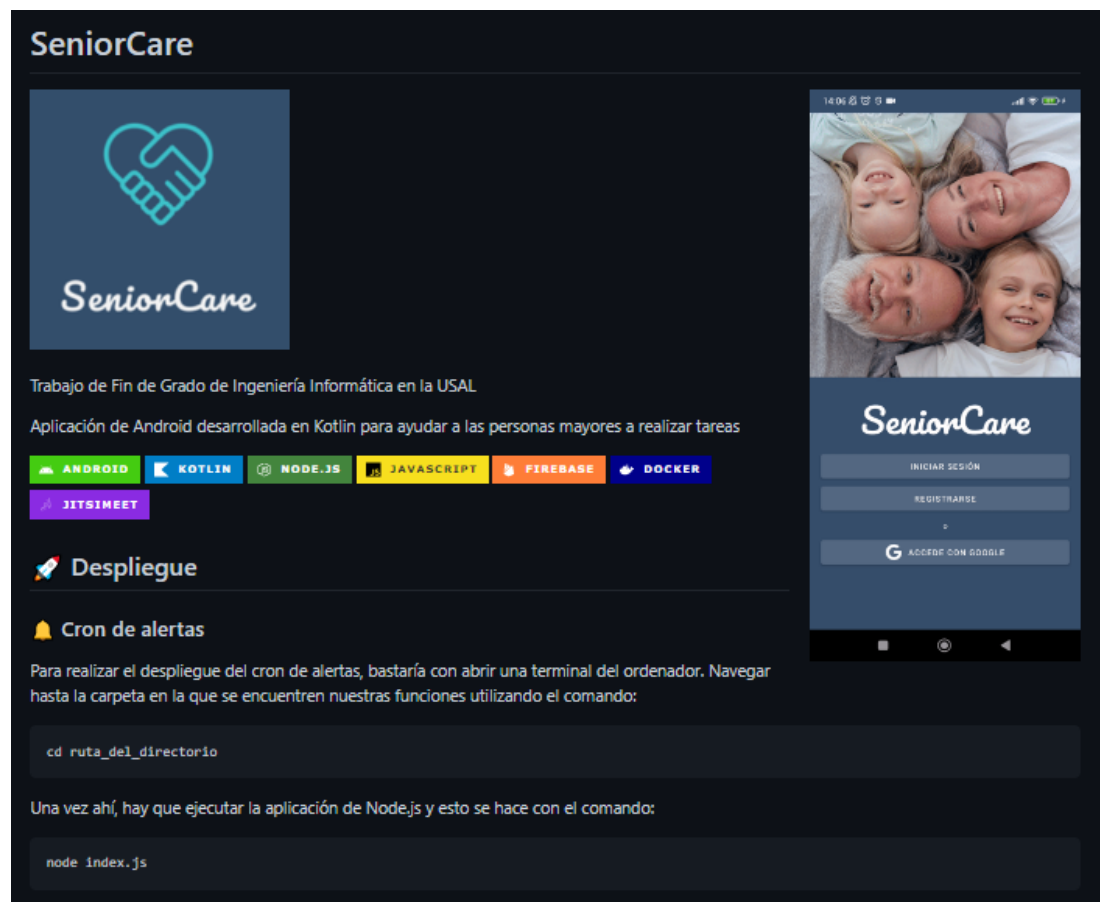 SeniorCare
SeniorCare
Trabajo de Fin de Grado de Ingeniería Informática en la USAL
Aplicación de Android desarrollada en Kotlin para ayudar a las personas mayores a realizar tareas
ANDROID KOTLIN NODE.JS JAVASCRIPT FIREBASE DOCKER
JITSIMEET
14:06
SeniorCare
INICIAR SESIÓN
REGISTRARSE
O
ACCEDE CON GOOGLE
Despliegue
Cron de alertas
Para realizar el despliegue del cron de alertas, bastaría con abrir una terminal del ordenador. Navegar
hasta la carpeta en la que se encuentren nuestras funciones utilizando el comando:
cd ruta_del_directorio
Una vez ahí, hay que ejecutar la aplicación de Node.js y esto se hace con el comando:
node index.js